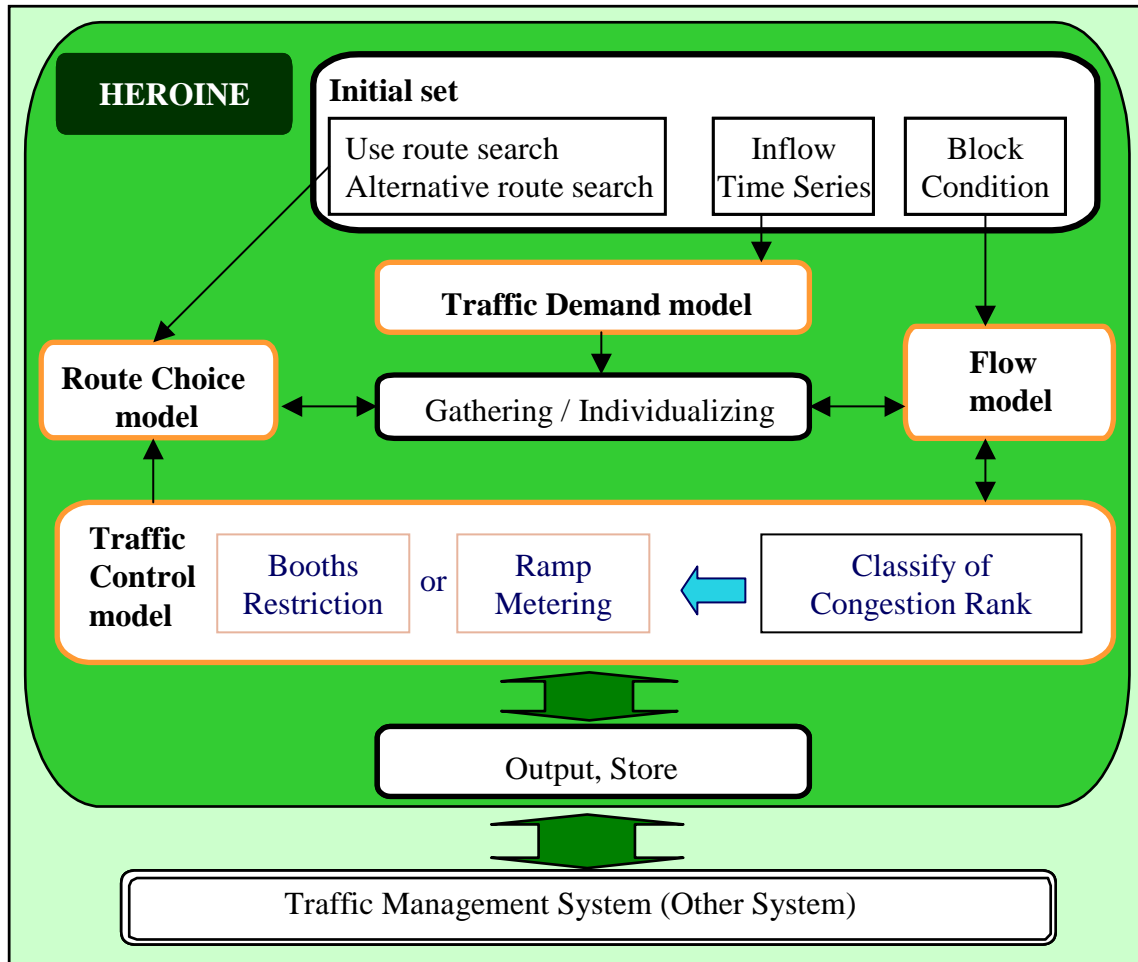 HEROINE
Initial set
Use route search
Alternative route search
Inflow
Time Series
Block
Condition
Traffic Demand model
Route Choice
model
Gathering / Individualizing
Flow
model
Traffic
Control
model
Booths
Restriction
or
Ramp
Metering
Classify of
Congestion Rank
Output, Store
Traffic Management System (Other System)